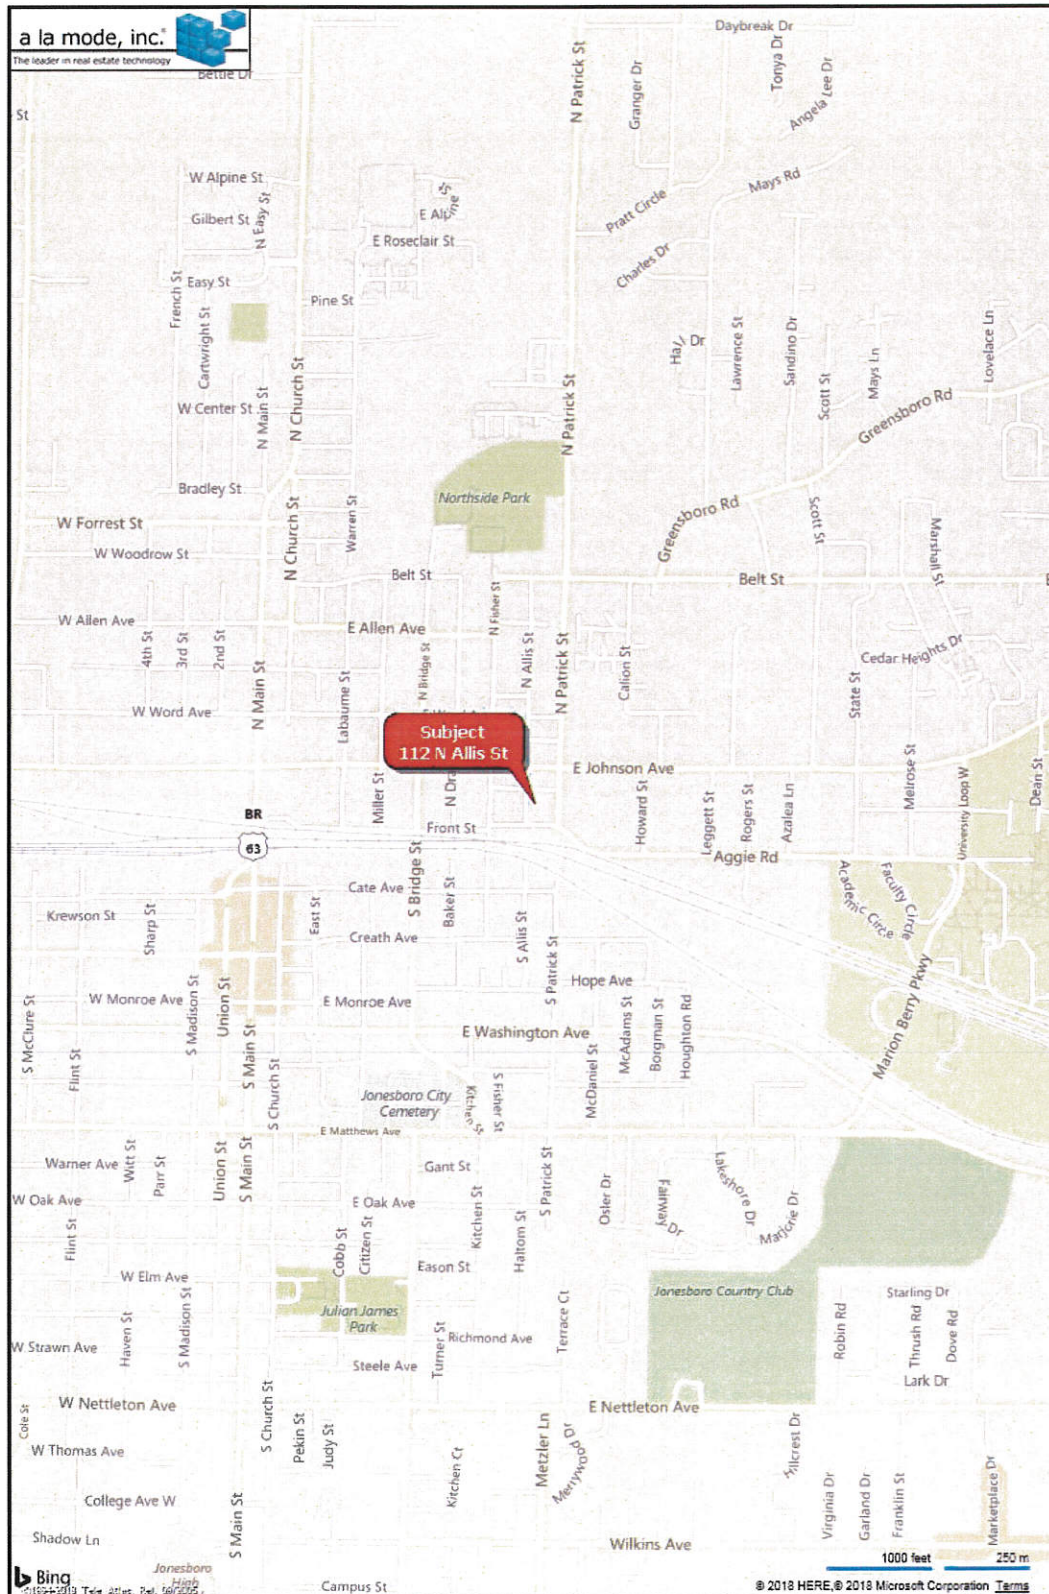 a la mode, inc.®
The leader in real estate technology
Daybreak Dr
Bettie Dr
St
N Patrick St
Granger Dr
Tonya Dr
Angela Lee Dr
W Alpine St
Gilbert St
N Easy St
E Alpine St
E Roseclair St
Mays Rd
Pratt Circle
Charles Dr
French St
Easy St
Cartwright St
Pine St
N Church St
Hall Dr
Lawrence St
Sandino Dr
Scott St
Mays Ln
Lovelace Ln
W Center St
N Main St
N Patrick St
Greensboro Rd
Bradley St
Northside Park
W Forrest St
N Church St
Warren St
Greensboro Rd
Scott St
Marshall St
W Woodrow St
Belt St
N Fisher St
Belt St
W Allen Ave
E Allen Ave
4th St
3rd St
2nd St
N Main St
Labaume St
N Bridge St
N Allis St
N Patrick St
Calion St
Cedar Heights Dr
State St
W Word Ave
Subject
112 N Allis St
E Johnson Ave
Miller St
N Dra
Howard St
Leggett St
Rogers St
Azalea Ln
Melrose St
University Loop W
Dean St
BR
63
Front St
Aggie Rd
S Bridge St
Cate Ave
Baker St
Academic Circle
Faculty Circle
Krewson St
Sharp St
East St
Creath Ave
S Allis St
S Patrick St
Hope Ave
W Monroe Ave
S Madison St
Union St
E Monroe Ave
E Washington Ave
McAdams St
Borgman St
Houghton Rd
Marion Berry Pkwy
S McClure St
Flint St
S Main St
S Church St
Jonesboro City
Cemetery
Kitchen St
S Fisher St
McDaniel St
E Matthews Ave
Warner Ave
Witt St
Parr St
Union St
S Main St
Gant St
S Patrick St
Osler Dr
Fairway Dr
Lakeshore Dr
Marjorie Dr
W Oak Ave
E Oak Ave
Kitchen St
Haltom St
Flint St
Cobb St
Citizen St
Eason St
W Elm Ave
Jonesboro Country Club
Starling Dr
Haven St
S Madison St
Julian James
Park
Turner St
Richmond Ave
Terrace Ct
Robin Rd
Thrush Rd
Dove Rd
W Strawn Ave
Steele Ave
Lark Dr
Cole St
W Nettleton Ave
S Church St
Pekin St
Judy St
E Nettleton Ave
W Thomas Ave
Kitchen Ct
Metzler Ln
Merrywood Dr
Hillcrest Dr
College Ave W
S Main St
Virginia Dr
Garland Dr
Franklin St
Marketplace Dr
Shadow Ln
Wilkins Ave
Bing
Jonesboro
High
Campus St
1000 feet
250 m
© 2018 HERE,© 2018 Microsoft Corporation Terms